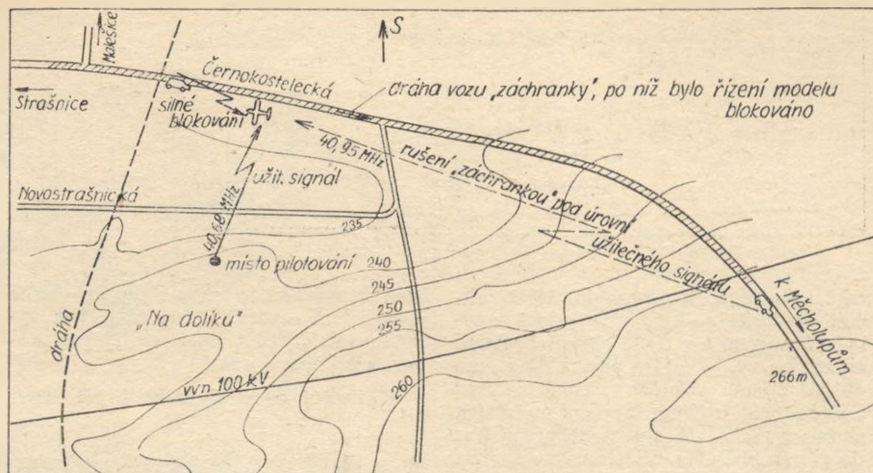 Malešice
S
Černokostelecká
dráha vozu „záchranky", po níž bylo řízení modelu
blokováno
Strašnice
silné
blokování
40,95 MHz
rušení „záchrankou" pod úrovní
užitečného signálu
užit. signál
40,68 MHz
Novostrašnická
235
místo pilotování
240
245
250
255
260
„Na dolíku"
dráha
vvn 100 kV
k Měcholupům
266m